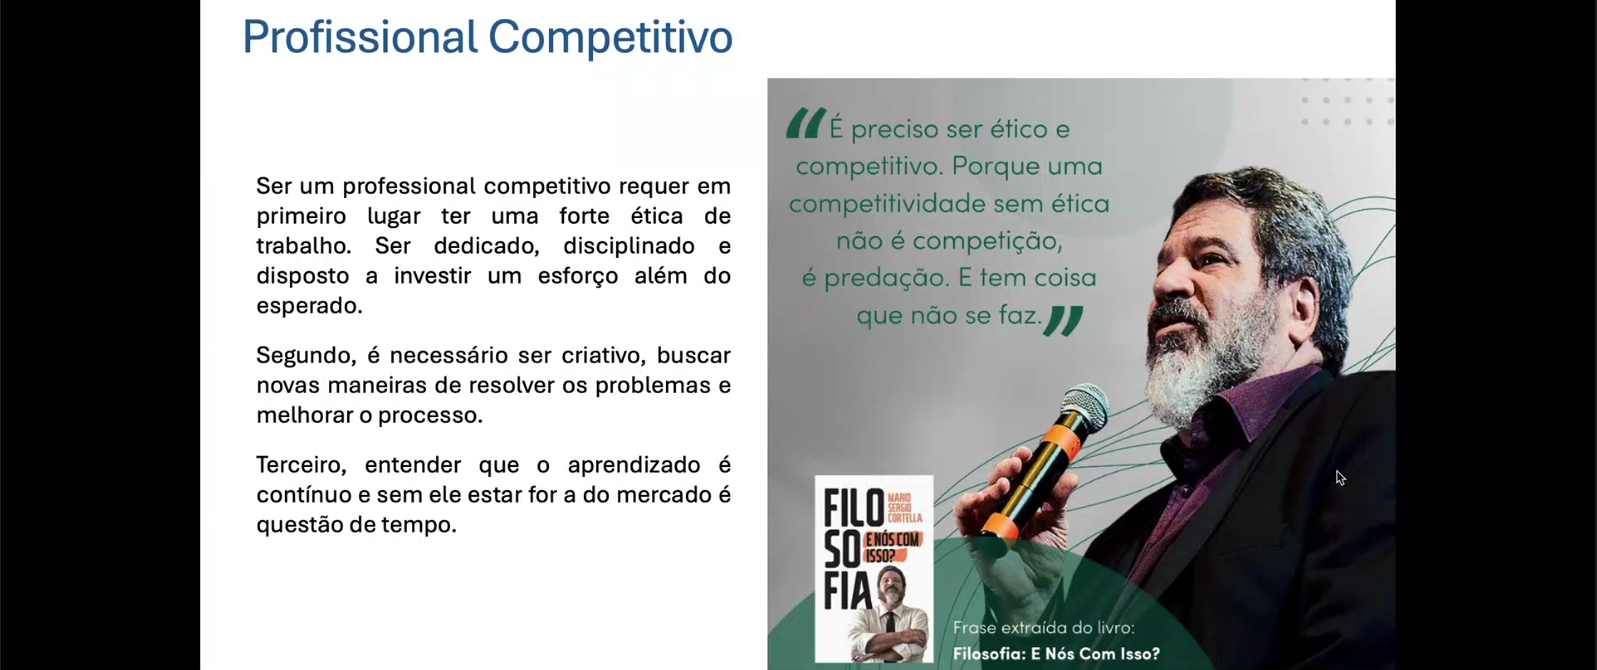 Profissional Competitivo
Ser um professional competitivo requer em
primeiro lugar ter uma forte ética de
trabalho. Ser dedicado, disciplinado e
disposto a investir um esforço além do
esperado.
Segundo, é necessário ser criativo, buscar
novas maneiras de resolver os problemas e
melhorar o processo.
Terceiro, entender que o aprendizado é
contínuo e sem ele estar for a do mercado é
questão de tempo.
“É preciso ser ético e
competitivo. Porque uma
competitividade sem ética
não é competição,
é predação. E tem coisa
que não se faz.”
FILO
SO
FIA
MARIO
SERGIO
CORTELLA
E NÓS COM
ISSO?
Frase extraída do livro:
Filosofia: E Nós Com Isso?